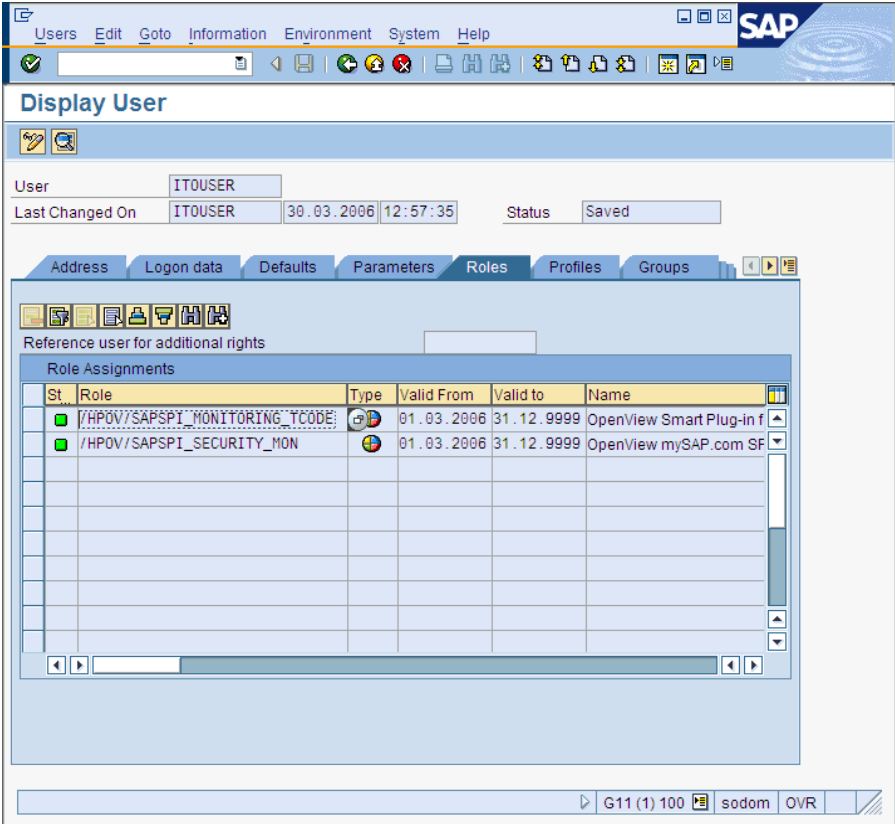 Users Edit Goto Information Environment System Help
SAP
Display User
User ITOUSER
Last Changed On ITOUSER 30.03.2006 12:57:35 Status Saved
Address Logon data Defaults Parameters Roles Profiles Groups
Reference user for additional rights
Role Assignments
St... Role Type Valid From Valid to Name
/HPOV/SAPSPI_MONITORING_TCODE 01.03.2006 31.12.9999 OpenView Smart Plug-in f
/HPOV/SAPSPI_SECURITY_MON 01.03.2006 31.12.9999 OpenView mySAP.com SF
G11 (1) 100 sodom OVR